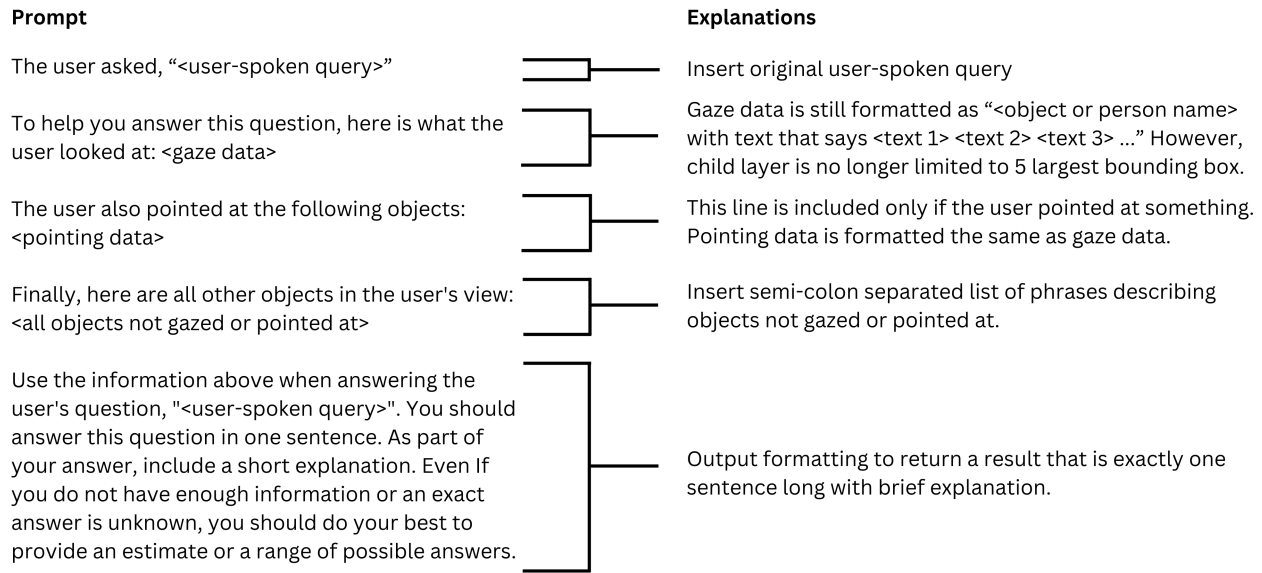 Prompt
The user asked, “<user-spoken query>”
To help you answer this question, here is what the
user looked at: <gaze data>
The user also pointed at the following objects:
<pointing data>
Finally, here are all other objects in the user's view:
<all objects not gazed or pointed at>
Use the information above when answering the
user's question, "<user-spoken query>". You should
answer this question in one sentence. As part of
your answer, include a short explanation. Even If
you do not have enough information or an exact
answer is unknown, you should do your best to
provide an estimate or a range of possible answers.
Explanations
Insert original user-spoken query
Gaze data is still formatted as “<object or person name>
with text that says <text 1> <text 2> <text 3> ...” However,
child layer is no longer limited to 5 largest bounding box.
This line is included only if the user pointed at something.
Pointing data is formatted the same as gaze data.
Insert semi-colon separated list of phrases describing
objects not gazed or pointed at.
Output formatting to return a result that is exactly one
sentence long with brief explanation.